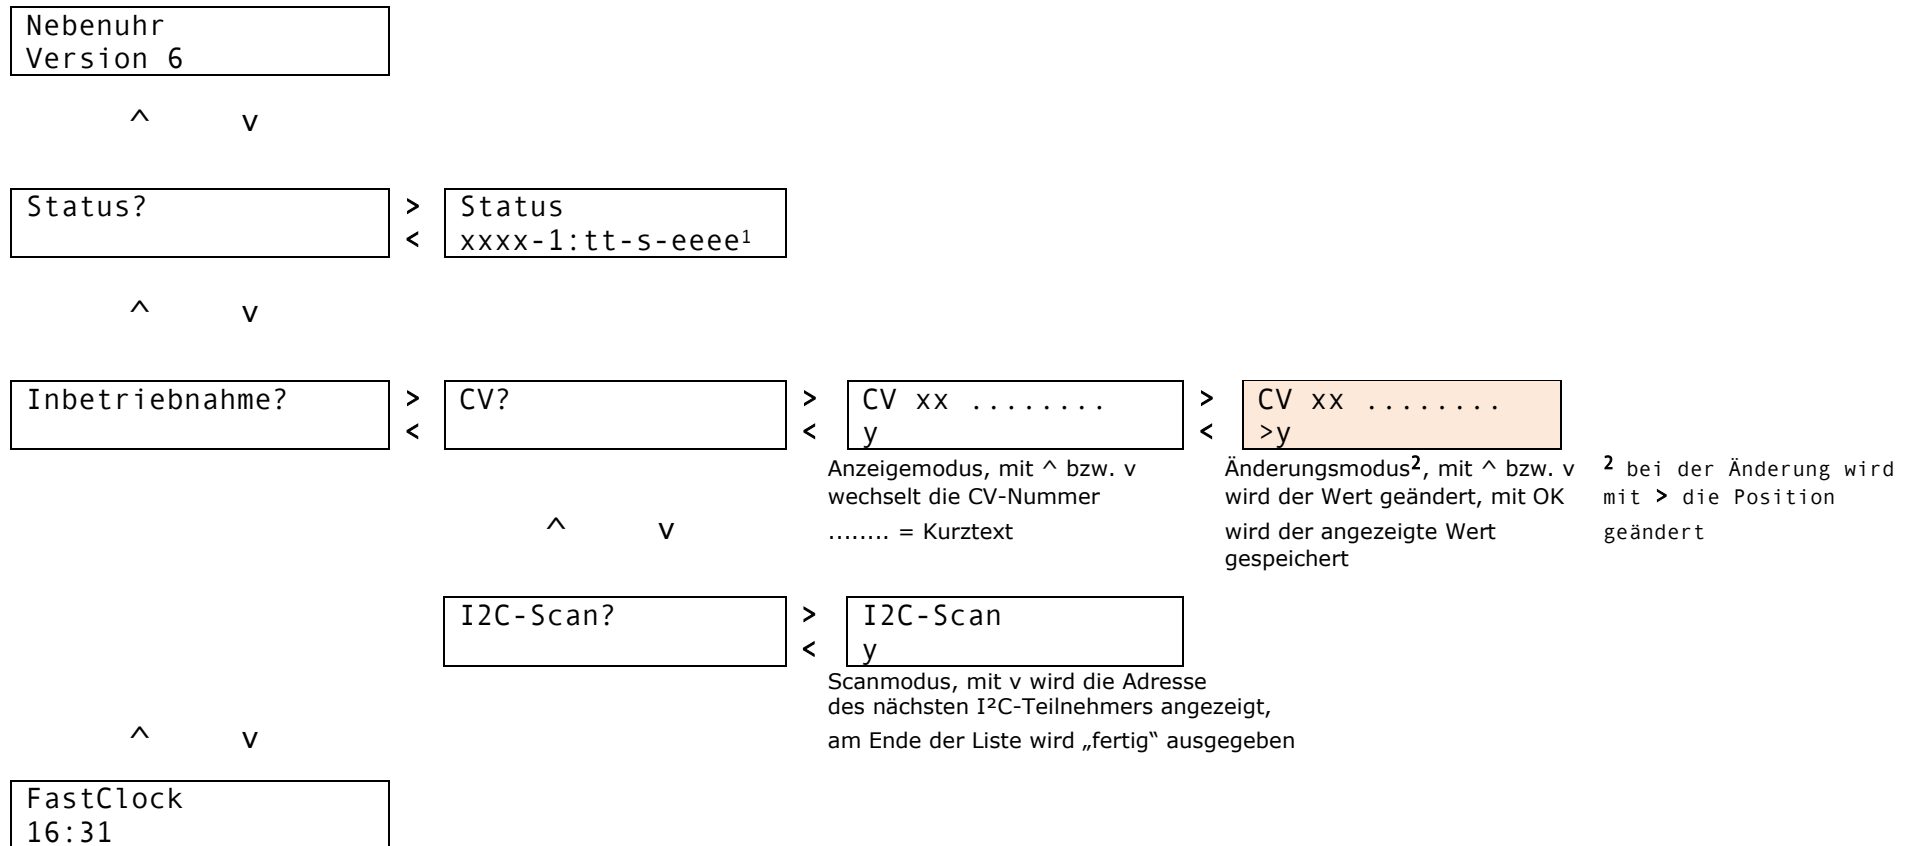 Nebenuhr
Version 6
^ v
Status? > Status
< xxxx-1:tt-s-eeee¹
^ v
Inbetriebnahme? > CV? > CV xx ........ > CV xx ........
< < y < >y
Anzeigemodus, mit ^ bzw. v
wechselt die CV-Nummer
........ = Kurztext
Änderungsmodus², mit ^ bzw. v
wird der Wert geändert, mit OK
wird der angezeigte Wert
gespeichert
² bei der Änderung wird
mit > die Position
geändert
^ v
I2C-Scan? > I2C-Scan
< y
Scanmodus, mit v wird die Adresse
des nächsten I²C-Teilnehmers angezeigt,
am Ende der Liste wird „fertig“ ausgegeben
^ v
FastClock
16:31